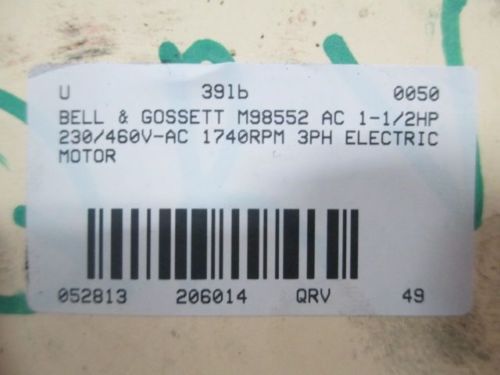 U 39lb 0050
BELL & GOSSETT M98552 AC 1-1/2HP
230/460V-AC 1740RPM 3PH ELECTRIC
MOTOR
052813 206014 QRV 49